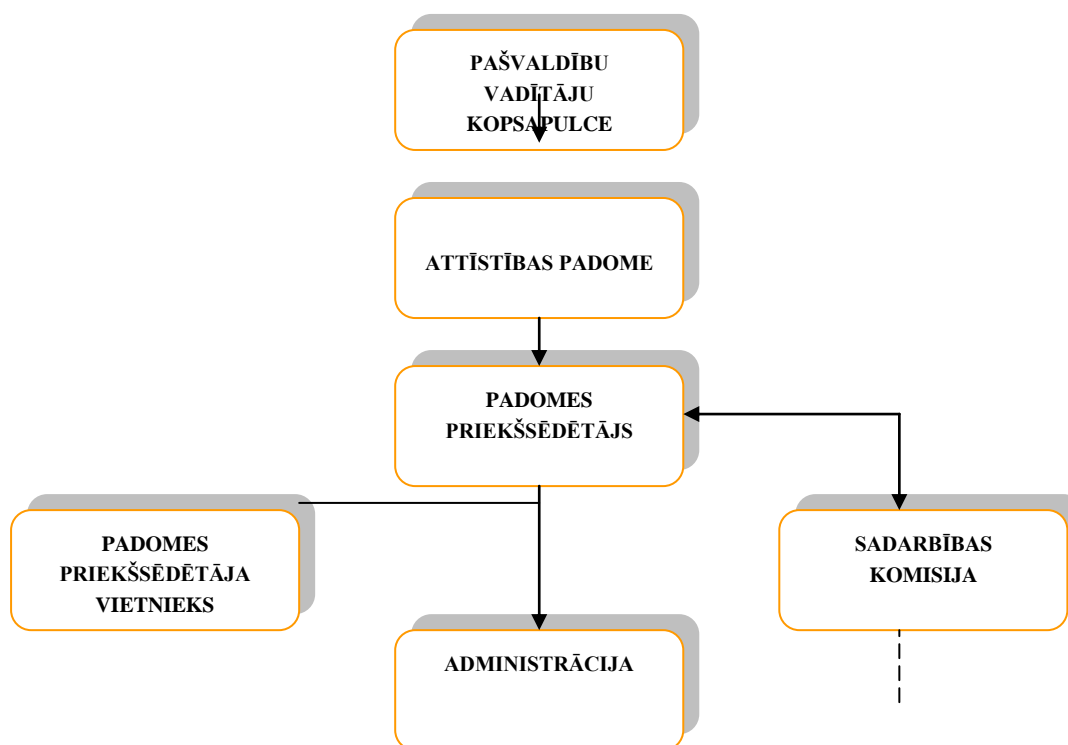 PAŠVALDĪBU
VADĪTĀJU
KOPSAPULCE
ATTĪSTĪBAS PADOME
PADOMES
PRIEKŠSĒDĒTĀJS
PADOMES
PRIEKŠSĒDĒTĀJA
VIETNIEKS
SADARBĪBAS
KOMISIJA
ADMINISTRĀCIJA